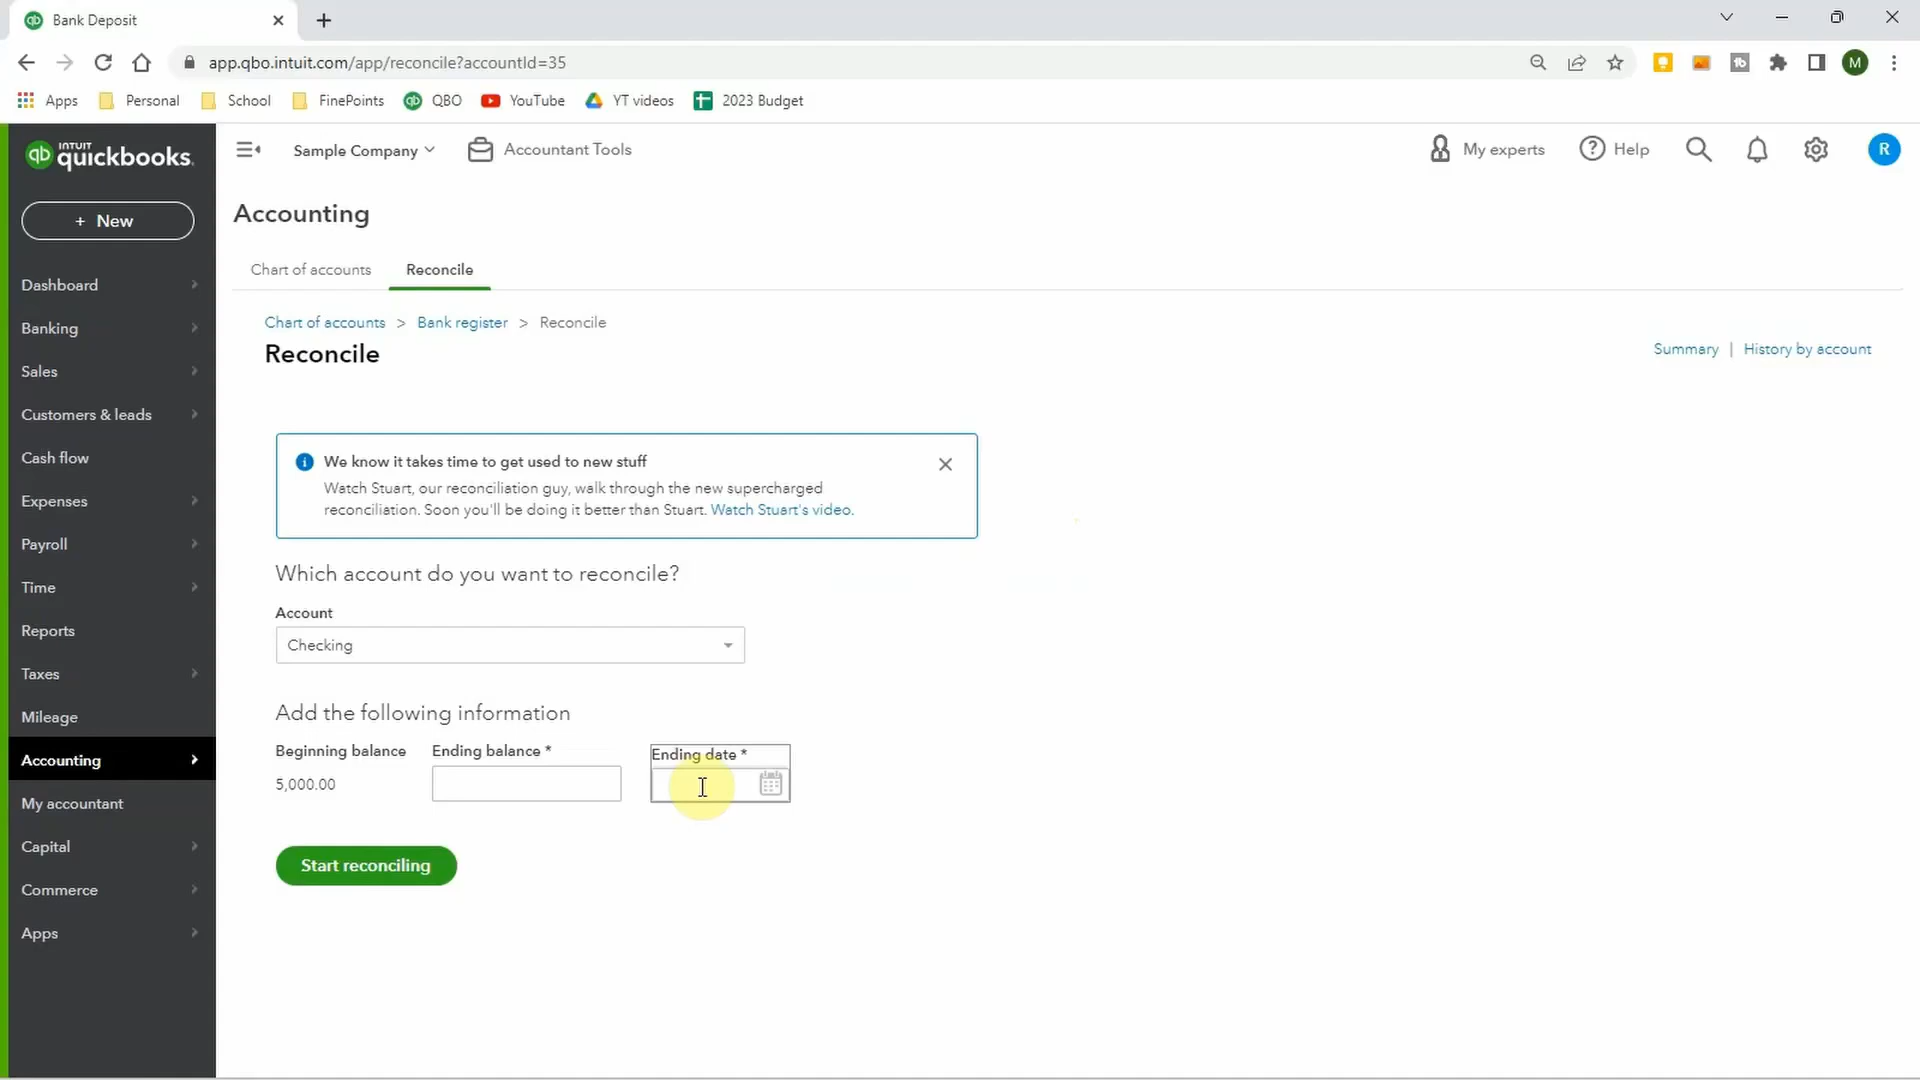 Bank Deposit
app.qbo.intuit.com/app/reconcile?accountId=35
Apps Personal School FinePoints QBO YouTube YT videos 2023 Budget
M
INTUIT
qb quickbooks.
Sample Company Accountant Tools My experts Help R
+ New
Accounting
Chart of accounts Reconcile
Dashboard
Banking
Sales
Customers & leads
Cash flow
Expenses
Payroll
Time
Reports
Taxes
Mileage
Accounting
My accountant
Capital
Commerce
Apps
Chart of accounts > Bank register > Reconcile
Reconcile
Summary | History by account
We know it takes time to get used to new stuff
Watch Stuart, our reconciliation guy, walk through the new supercharged
reconciliation. Soon you'll be doing it better than Stuart. Watch Stuart's video.
Which account do you want to reconcile?
Account
Checking
Add the following information
Beginning balance Ending balance * Ending date *
5,000.00
Start reconciling